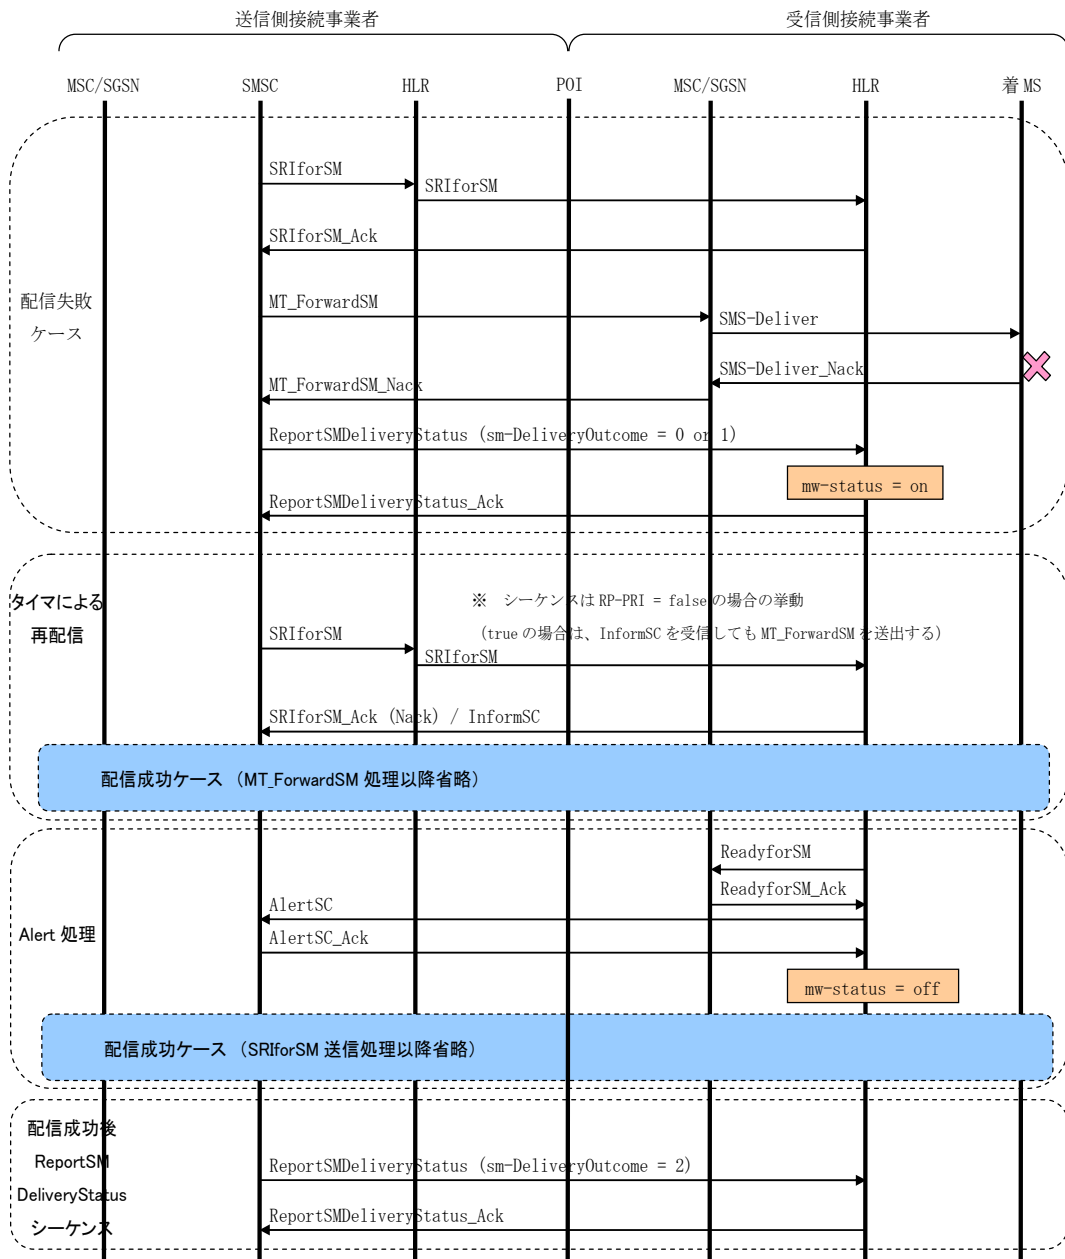 送信側接続事業者
受信側接続事業者
MSC/SGSN
SMSC
HLR
POI
MSC/SGSN
HLR
着MS
SRIforSM
SRIforSM
SRIforSM_Ack
配信失敗
ケース
MT_ForwardSM
SMS-Deliver
SMS-Deliver_Nack
MT_ForwardSM_Nack
ReportSMDeliveryStatus (sm-DeliveryOutcome = 0 or 1)
mw-status = on
ReportSMDeliveryStatus_Ack
タイマによる
再配信
※ シーケンスは RP-PRI = false の場合の挙動
（true の場合は、InformSC を受信しても MT_ForwardSM を送出する）
SRIforSM
SRIforSM
SRIforSM_Ack (Nack) / InformSC
配信成功ケース （MT_ForwardSM 処理以降省略）
Alert 処理
ReadyforSM
ReadyforSM_Ack
AlertSC
AlertSC_Ack
mw-status = off
配信成功ケース （SRIforSM 送信処理以降省略）
配信成功後
ReportSM
DeliveryStatus
シーケンス
ReportSMDeliveryStatus (sm-DeliveryOutcome = 2)
ReportSMDeliveryStatus_Ack